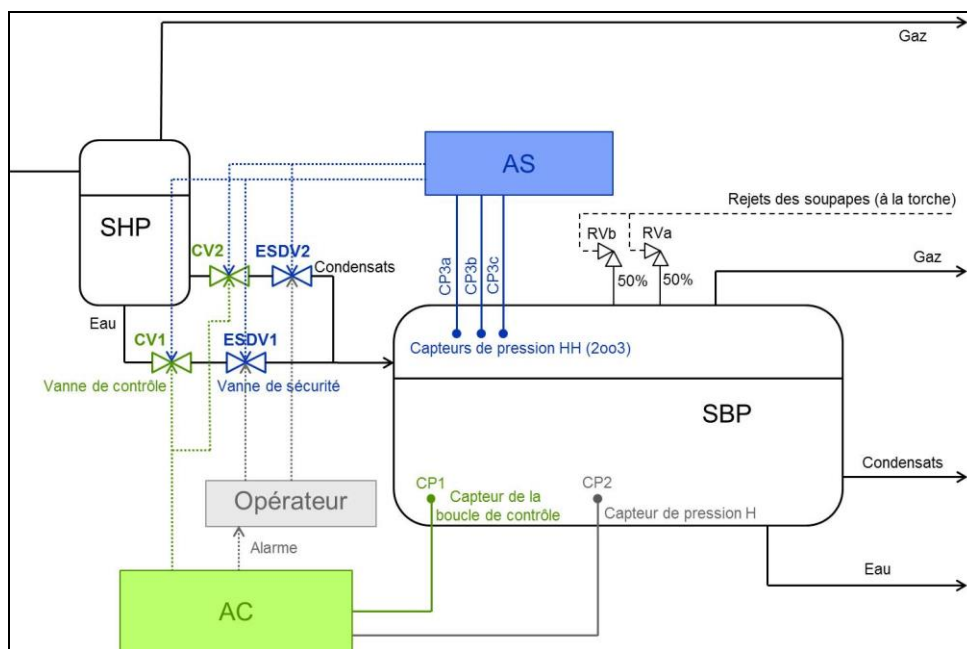 Gaz
AS
Rejets des soupapes (à la torche)
SHP
RVb
RVa
CV2
ESDV2
Condensats
CP3a
CP3b
CP3c
50%
50%
Gaz
Eau
CV1
ESDV1
Capteurs de pression HH (2oo3)
Vanne de contrôle
Vanne de sécurité
SBP
Condensats
CP1
CP2
Opérateur
Capteur de la
boucle de contrôle
Capteur de pression H
Alarme
Eau
AC